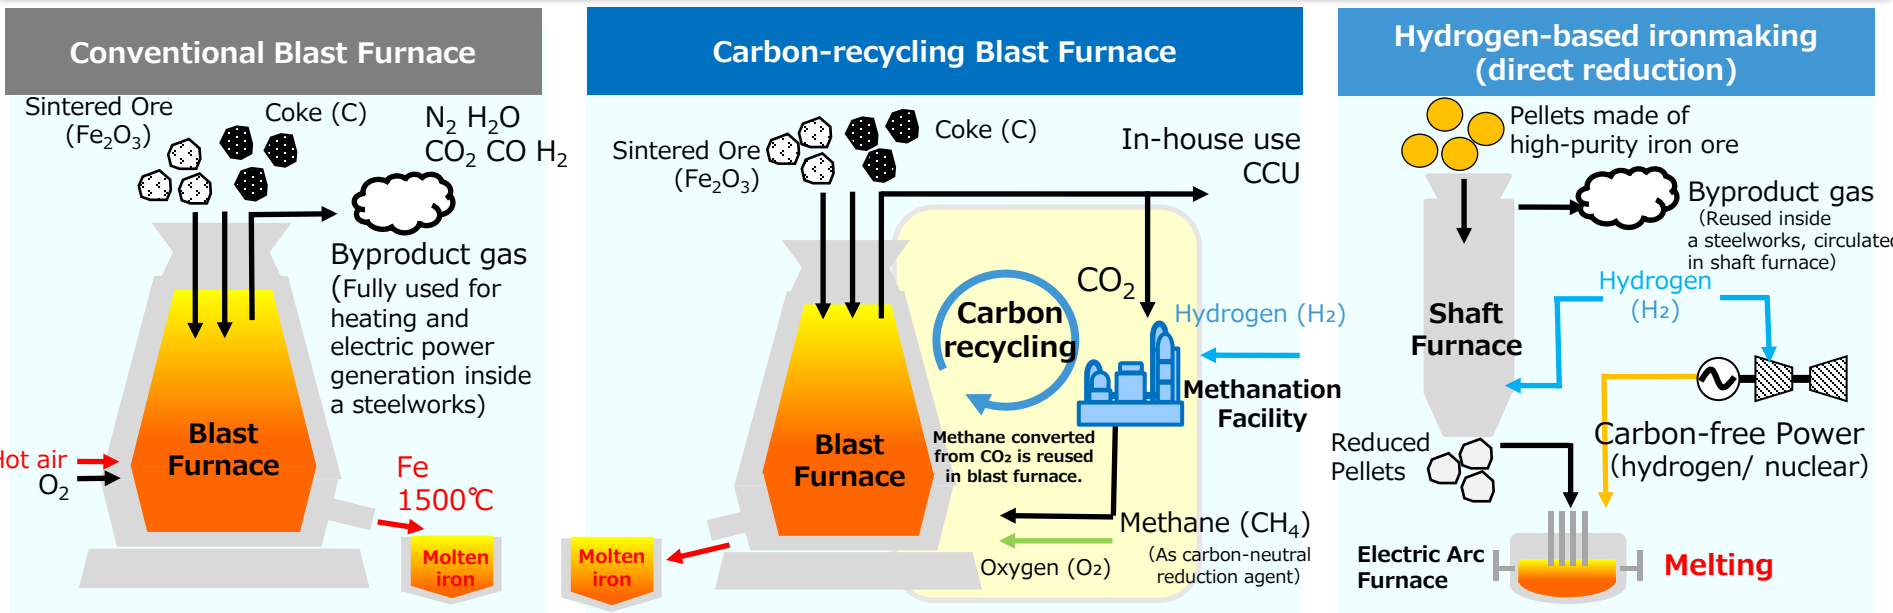 Conventional Blast Furnace
Sintered Ore
(Fe₂O₃)
Coke (C)
N₂ H₂O
CO₂ CO H₂
Byproduct gas
(Fully used for
heating and
electric power
generation inside
a steelworks)
Blast
Furnace
Hot air
O₂
Fe
1500℃
Molten
iron
Carbon-recycling Blast Furnace
Sintered Ore
(Fe₂O₃)
Coke (C)
In-house use
CCU
CO₂
Carbon
recycling
Hydrogen (H₂)
Methanation
Facility
Blast
Furnace
Methane converted
from CO₂ is reused
in blast furnace.
Methane (CH₄)
(As carbon-neutral
reduction agent)
Oxygen (O₂)
Molten
iron
Hydrogen-based ironmaking
(direct reduction)
Pellets made of
high-purity iron ore
Byproduct gas
(Reused inside
a steelworks, circulated
in shaft furnace)
Hydrogen
(H₂)
Shaft
Furnace
Reduced
Pellets
Carbon-free Power
(hydrogen/ nuclear)
Electric Arc
Furnace
Melting